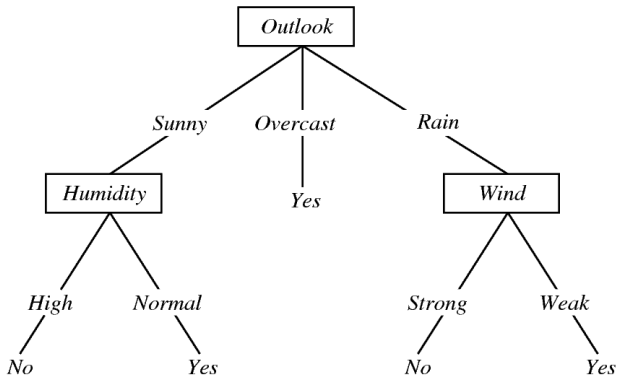 Outlook
Sunny Overcast Rain
Humidity Yes Wind
High Normal Strong Weak
No Yes No Yes